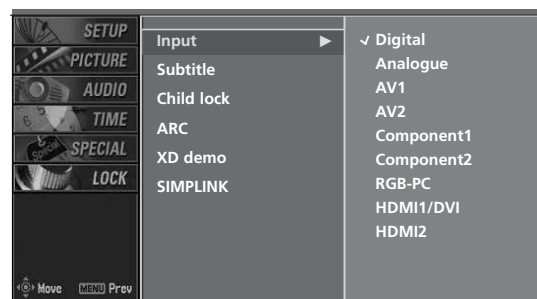 SETUP
PICTURE
AUDIO
TIME
SPECIAL
LOCK
Move MENU Prev
Input ▶
Subtitle
Child lock
ARC
XD demo
SIMPLINK
✓ Digital
Analogue
AV1
AV2
Component1
Component2
RGB-PC
HDMI1/DVI
HDMI2